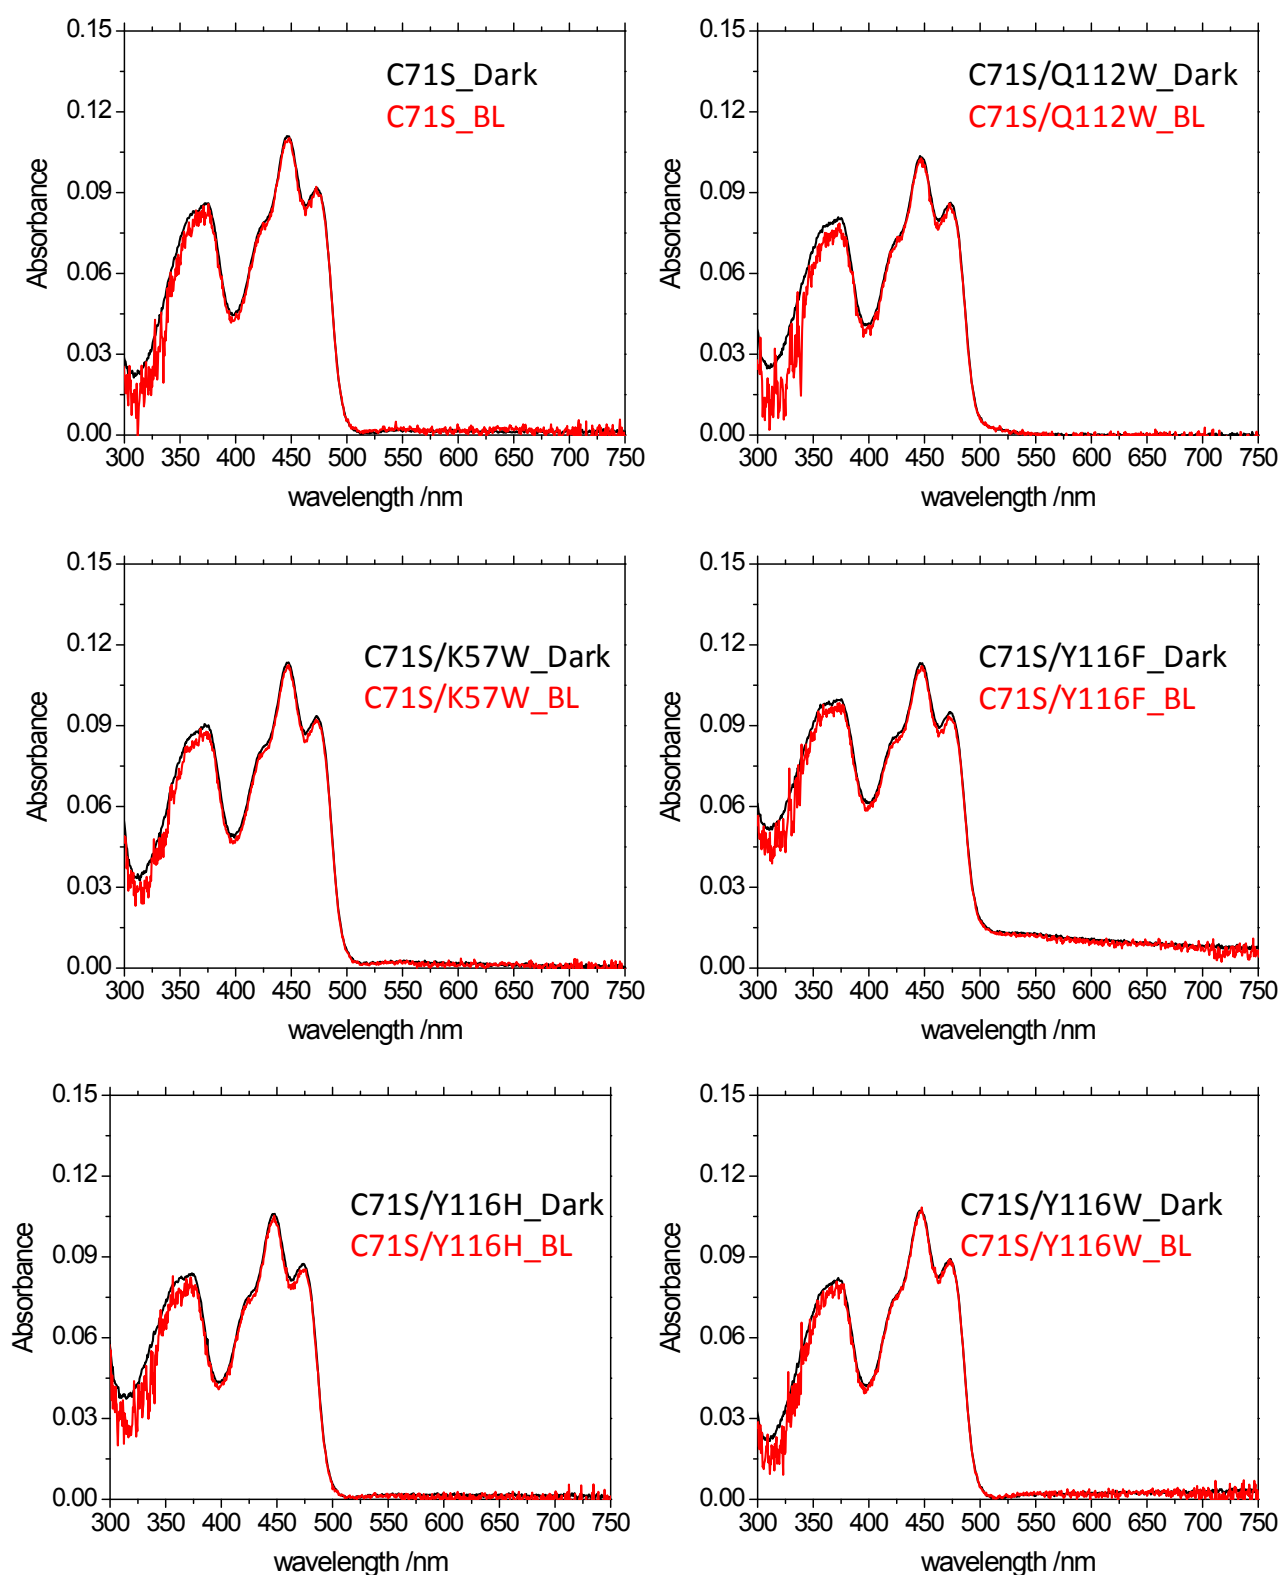 0.15
0.12
0.09
0.06
0.03
0.00
Absorbance
C71S_Dark
C71S_BL
300 350 400 450 500 550 600 650 700 750
wavelength /nm
0.15
0.12
0.09
0.06
0.03
0.00
Absorbance
C71S/Q112W_Dark
C71S/Q112W_BL
300 350 400 450 500 550 600 650 700 750
wavelength /nm
0.15
0.12
0.09
0.06
0.03
0.00
Absorbance
C71S/K57W_Dark
C71S/K57W_BL
300 350 400 450 500 550 600 650 700 750
wavelength /nm
0.15
0.12
0.09
0.06
0.03
0.00
Absorbance
C71S/Y116F_Dark
C71S/Y116F_BL
300 350 400 450 500 550 600 650 700 750
wavelength /nm
0.15
0.12
0.09
0.06
0.03
0.00
Absorbance
C71S/Y116H_Dark
C71S/Y116H_BL
300 350 400 450 500 550 600 650 700 750
wavelength /nm
0.15
0.12
0.09
0.06
0.03
0.00
Absorbance
C71S/Y116W_Dark
C71S/Y116W_BL
300 350 400 450 500 550 600 650 700 750
wavelength /nm